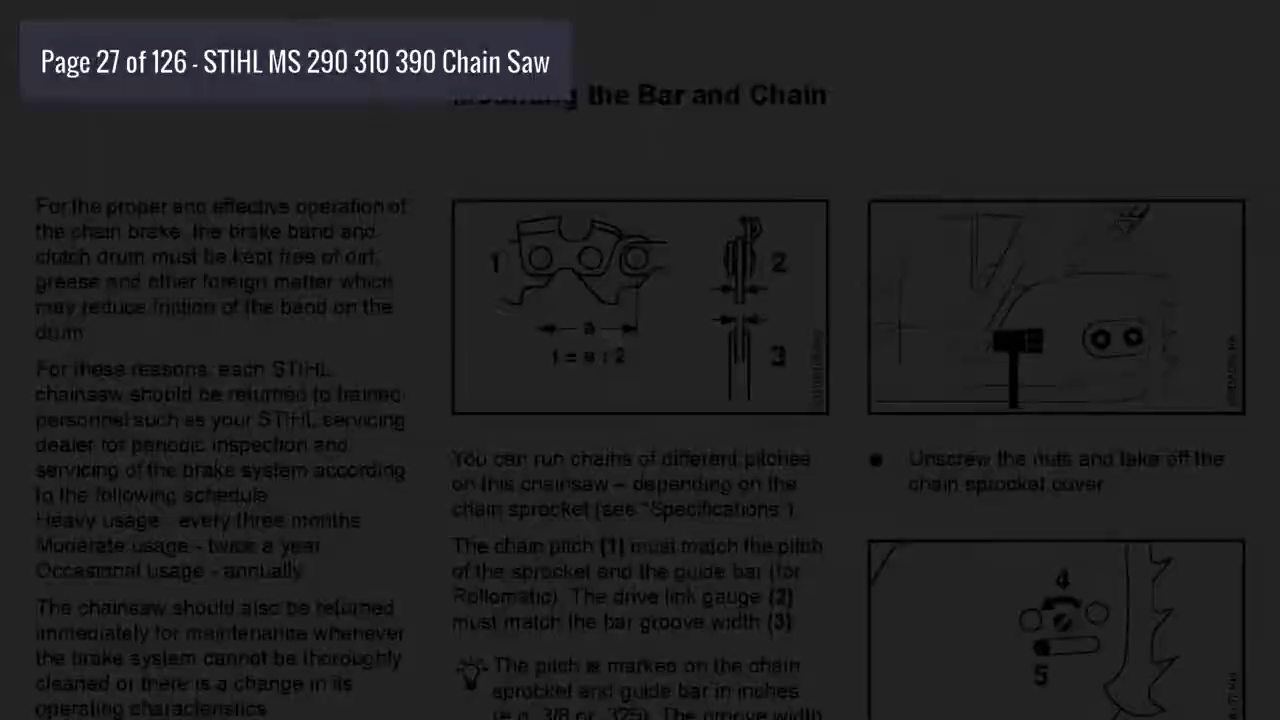 Page 27 of 126 - STIHL MS 290 310 390 Chain Saw
the Bar and Chain
For the proper and effective operation of
the chain brake, the brake band and
clutch drum must be kept free of dirt,
grease and other foreign matter which
may reduce friction of the band on the
drum.
For these reasons, each STIHL
chainsaw should be returned to trained
personnel such as your STIHL servicing
dealer for periodic inspection and
servicing of the brake system according
to the following schedule:
Heavy usage - every three months
Moderate usage - twice a year
Occasional usage - annually
The chainsaw should also be returned
immediately for maintenance whenever
the brake system cannot be thoroughly
cleaned or there is a change in its
operating characteristics.
1
2
a
t = a : 2
3
You can run chains of different pitches
on this chainsaw – depending on the
chain sprocket (see "Specifications").
The chain pitch (1) must match the pitch
of the sprocket and the guide bar (for
Rollomatic). The drive link gauge (2)
must match the bar groove width (3).
The pitch is marked on the chain
sprocket and guide bar in inches
(e.g. 3/8 or .325). The groove width
● Unscrew the nuts and take off the
chain sprocket cover.
4
5